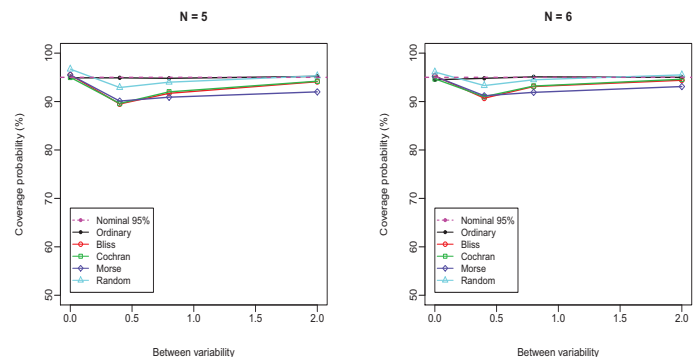 N = 5
Coverage probability (%)
100
90
80
70
60
50
Nominal 95%
Ordinary
Bliss
Cochran
Morse
Random
0.0 0.5 1.0 1.5 2.0
Between variability
N = 6
Coverage probability (%)
100
90
80
70
60
50
Nominal 95%
Ordinary
Bliss
Cochran
Morse
Random
0.0 0.5 1.0 1.5 2.0
Between variability